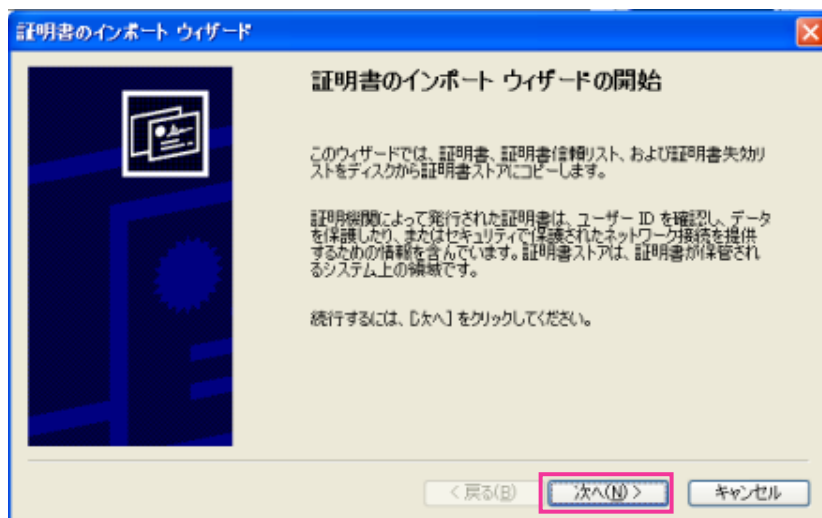 証明書のインポート ウィザード
証明書のインポート ウィザードの開始
このウィザードでは、証明書、証明書信頼リスト、および証明書失効リ
ストをディスクから証明書ストアにコピーします。
証明機関によって発行された証明書は、ユーザー ID を確認し、データ
を保護したり、またはセキュリティで保護されたネットワーク接続を提供
するための情報を含んでいます。証明書ストアは、証明書が保管され
るシステム上の領域です。
続行するには、[次へ] をクリックしてください。
< 戻る(B)
次へ(N) >
キャンセル